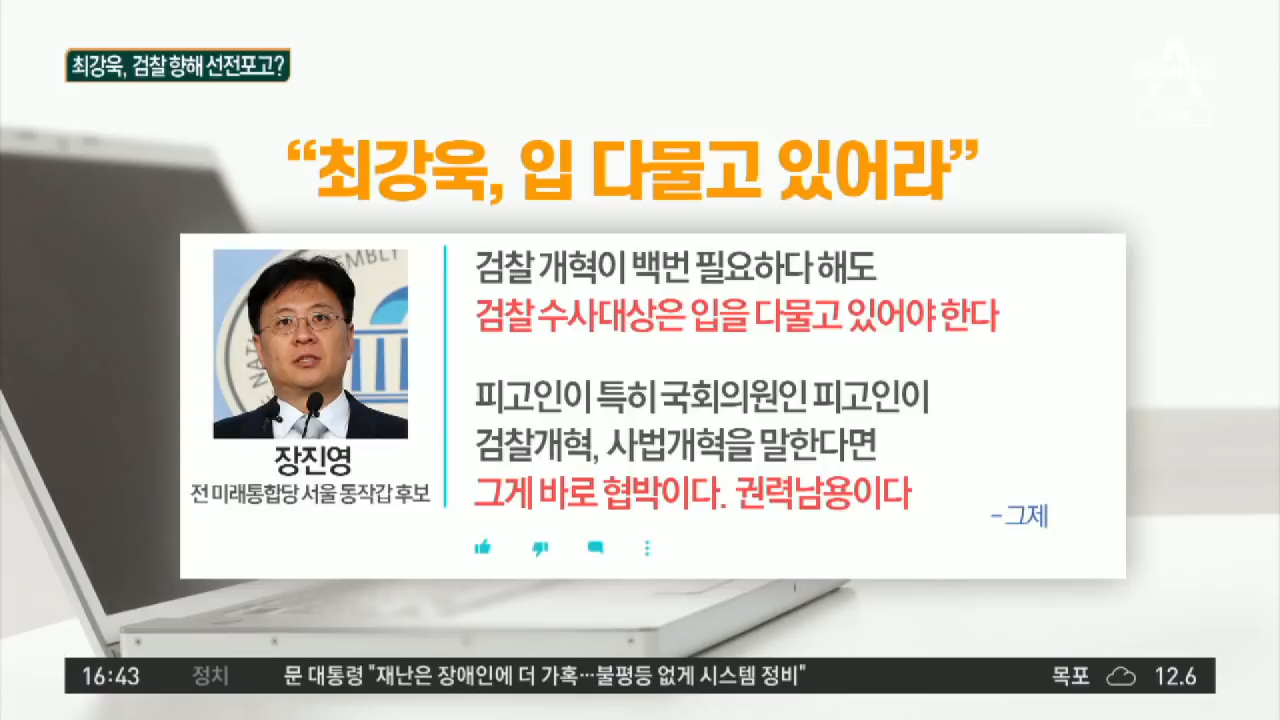 최강욱, 검찰 향해 선전포고?
“최강욱, 입 다물고 있어라”
검찰 개혁이 백번 필요하다 해도
검찰 수사대상은 입을 다물고 있어야 한다
피고인이 특히 국회의원인 피고인이
검찰개혁, 사법개혁을 말한다면
그게 바로 협박이다. 권력남용이다
-그제
장진영
전 미래통합당 서울 동작갑 후보
16:43 정치 문 대통령 "재난은 장애인에 더 가혹…불평등 없게 시스템 정비" 목포 12.6